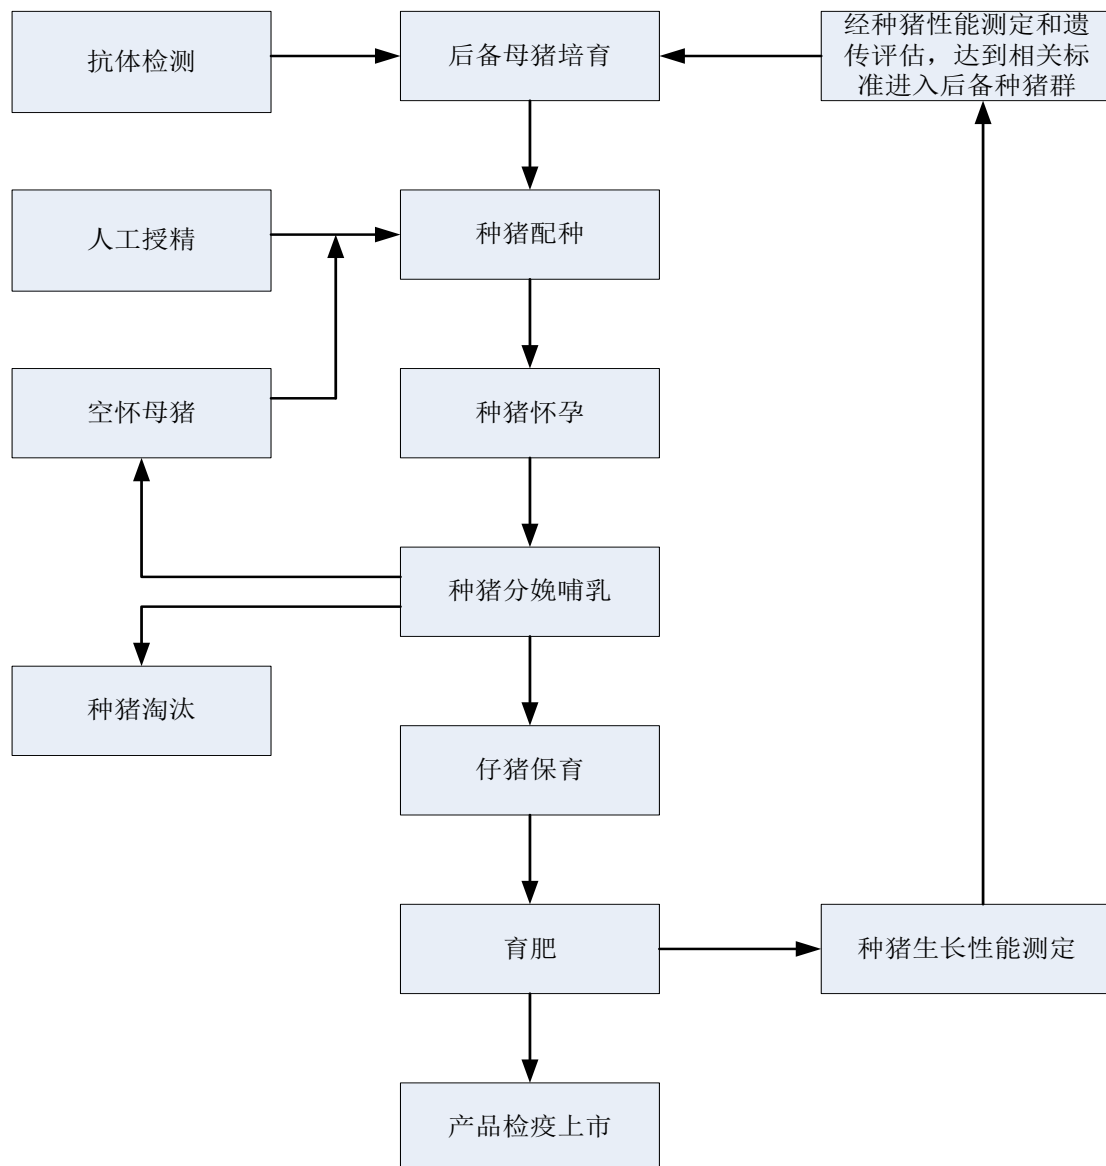 抗体检测
后备母猪培育
经种猪性能测定和遗
传评估，达到相关标
准进入后备种猪群
人工授精
种猪配种
空怀母猪
种猪怀孕
种猪分娩哺乳
种猪淘汰
仔猪保育
育肥
种猪生长性能测定
产品检疫上市